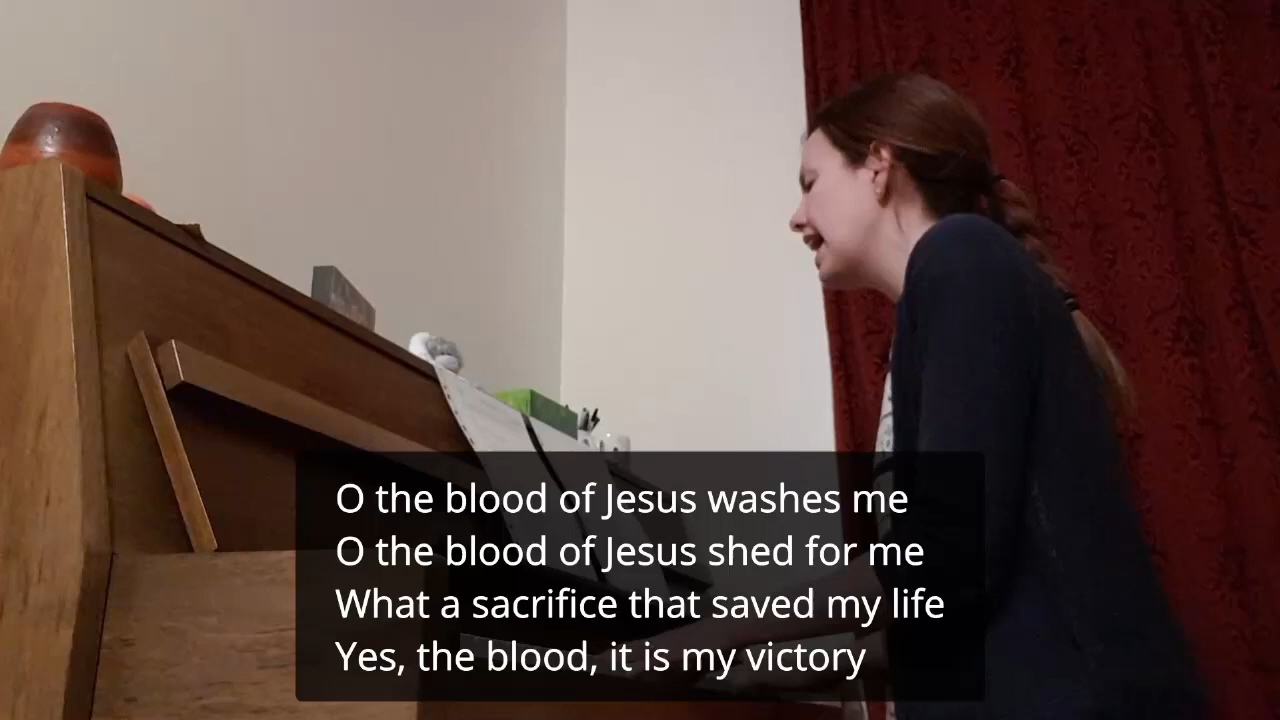 O the blood of Jesus washes me
O the blood of Jesus shed for me
What a sacrifice that saved my life
Yes, the blood, it is my victory